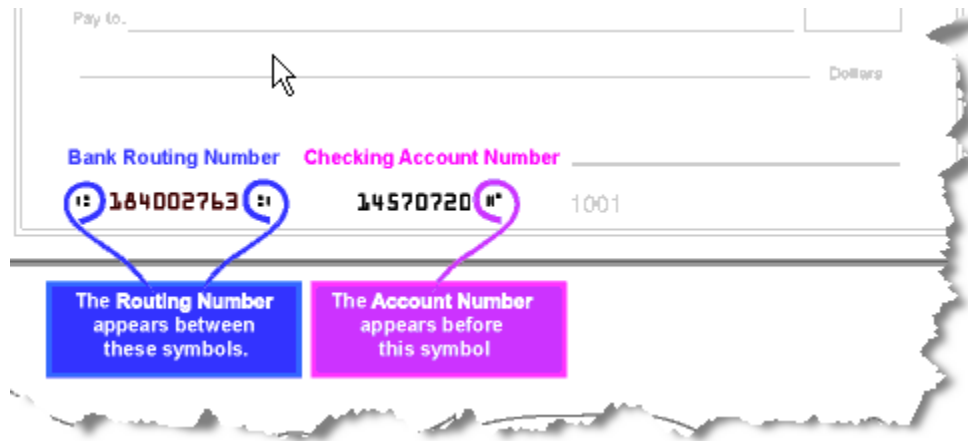 Pay to.
Dollars
Bank Routing Number Checking Account Number
⑆ 184002763 ⑆ 14570720 ⑈ 1001
The Routing Number
appears between
these symbols.
The Account Number
appears before
this symbol